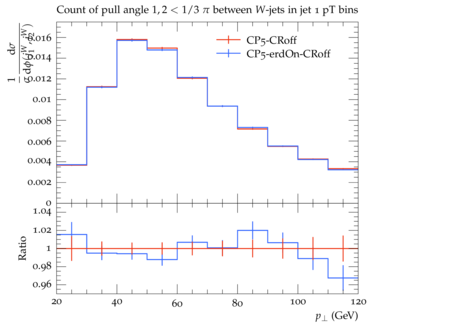 Count of pull angle 1, 2 < 1/3 π between W-jets in jet 1 pT bins
CP5-CRoff
CP5-erdOn-CRoff
0.016
0.014
0.012
0.01
0.008
0.006
0.004
0.002
0
1.04
1.02
1
0.98
0.96
Ratio
20 40 60 80 100 120
p⊥ (GeV)